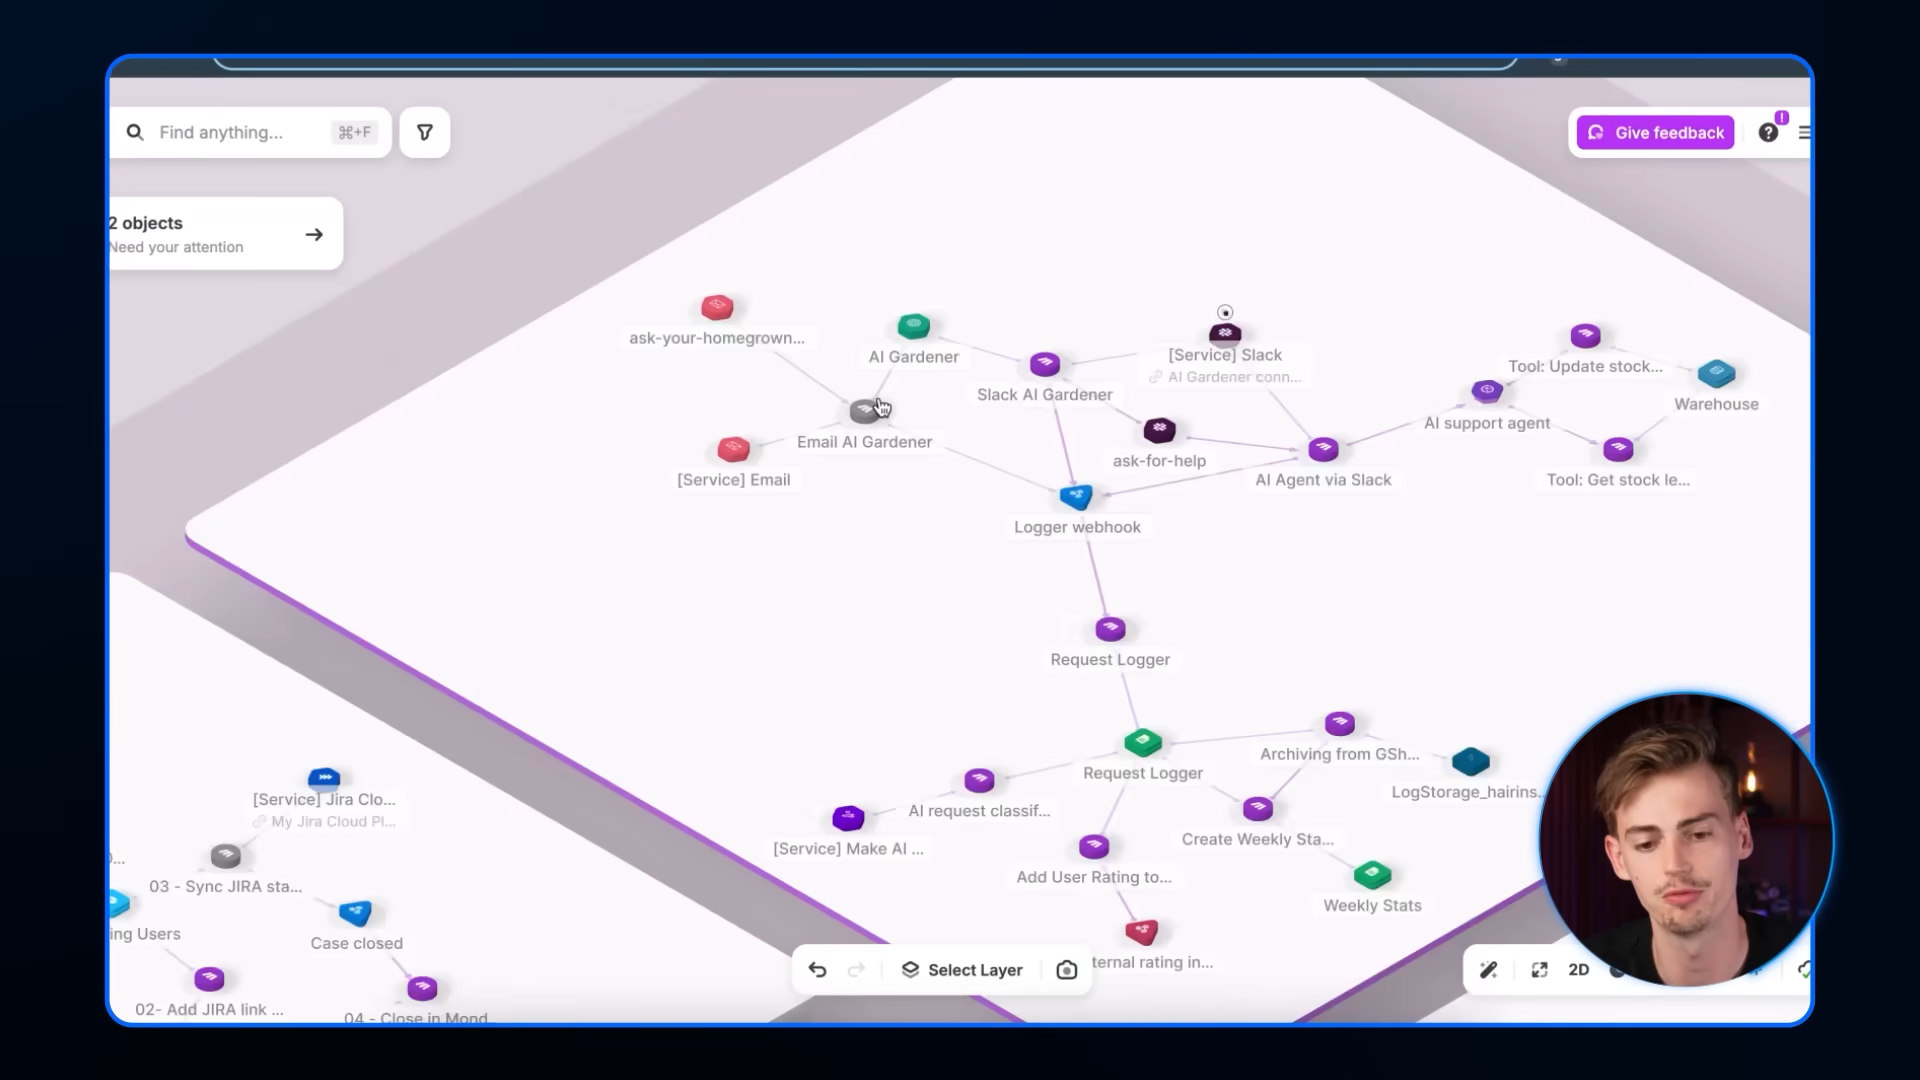 Find anything...
⌘+F
Give feedback
2 objects
Need your attention
ask-your-homegrown...
AI Gardener
Slack AI Gardener
[Service] Slack
AI Gardener conn...
Tool: Update stock...
Warehouse
AI support agent
Email AI Gardener
[Service] Email
ask-for-help
AI Agent via Slack
Tool: Get stock le...
Logger webhook
Request Logger
Request Logger
Archiving from GSh...
LogStorage_hairins...
AI request classif...
[Service] Make AI ...
Create Weekly Sta...
Add User Rating to...
Weekly Stats
ternal rating in...
[Service] Jira Clo...
My Jira Cloud Pl...
03 - Sync JIRA sta...
Case closed
ing Users
02- Add JIRA link ...
04 - Close in Mond
Select Layer
2D